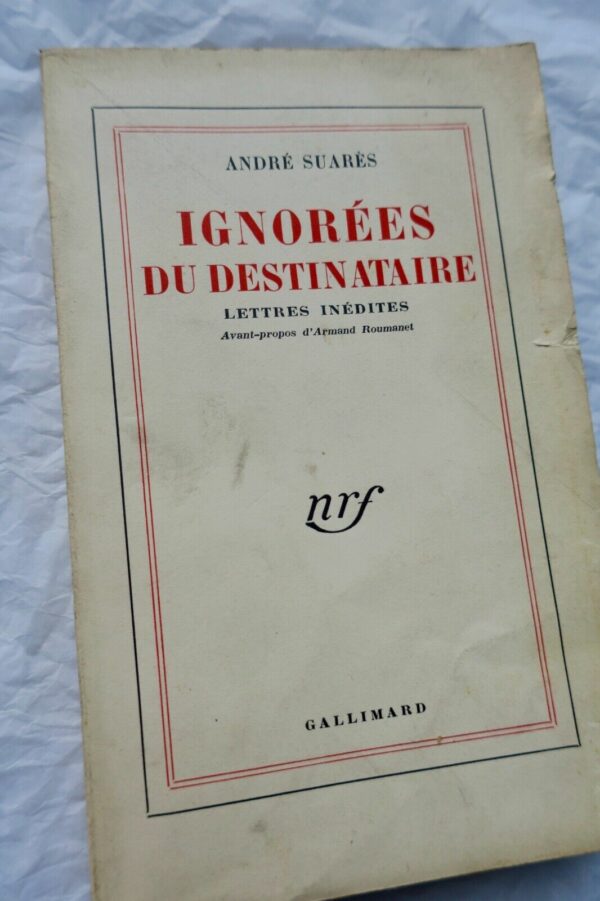 ANDRÉ SUARÈS
IGNORÉES
DU DESTINATAIRE
LETTRES INÉDITES
Avant-propos d'Armand Roumanet
nrf
GALLIMARD